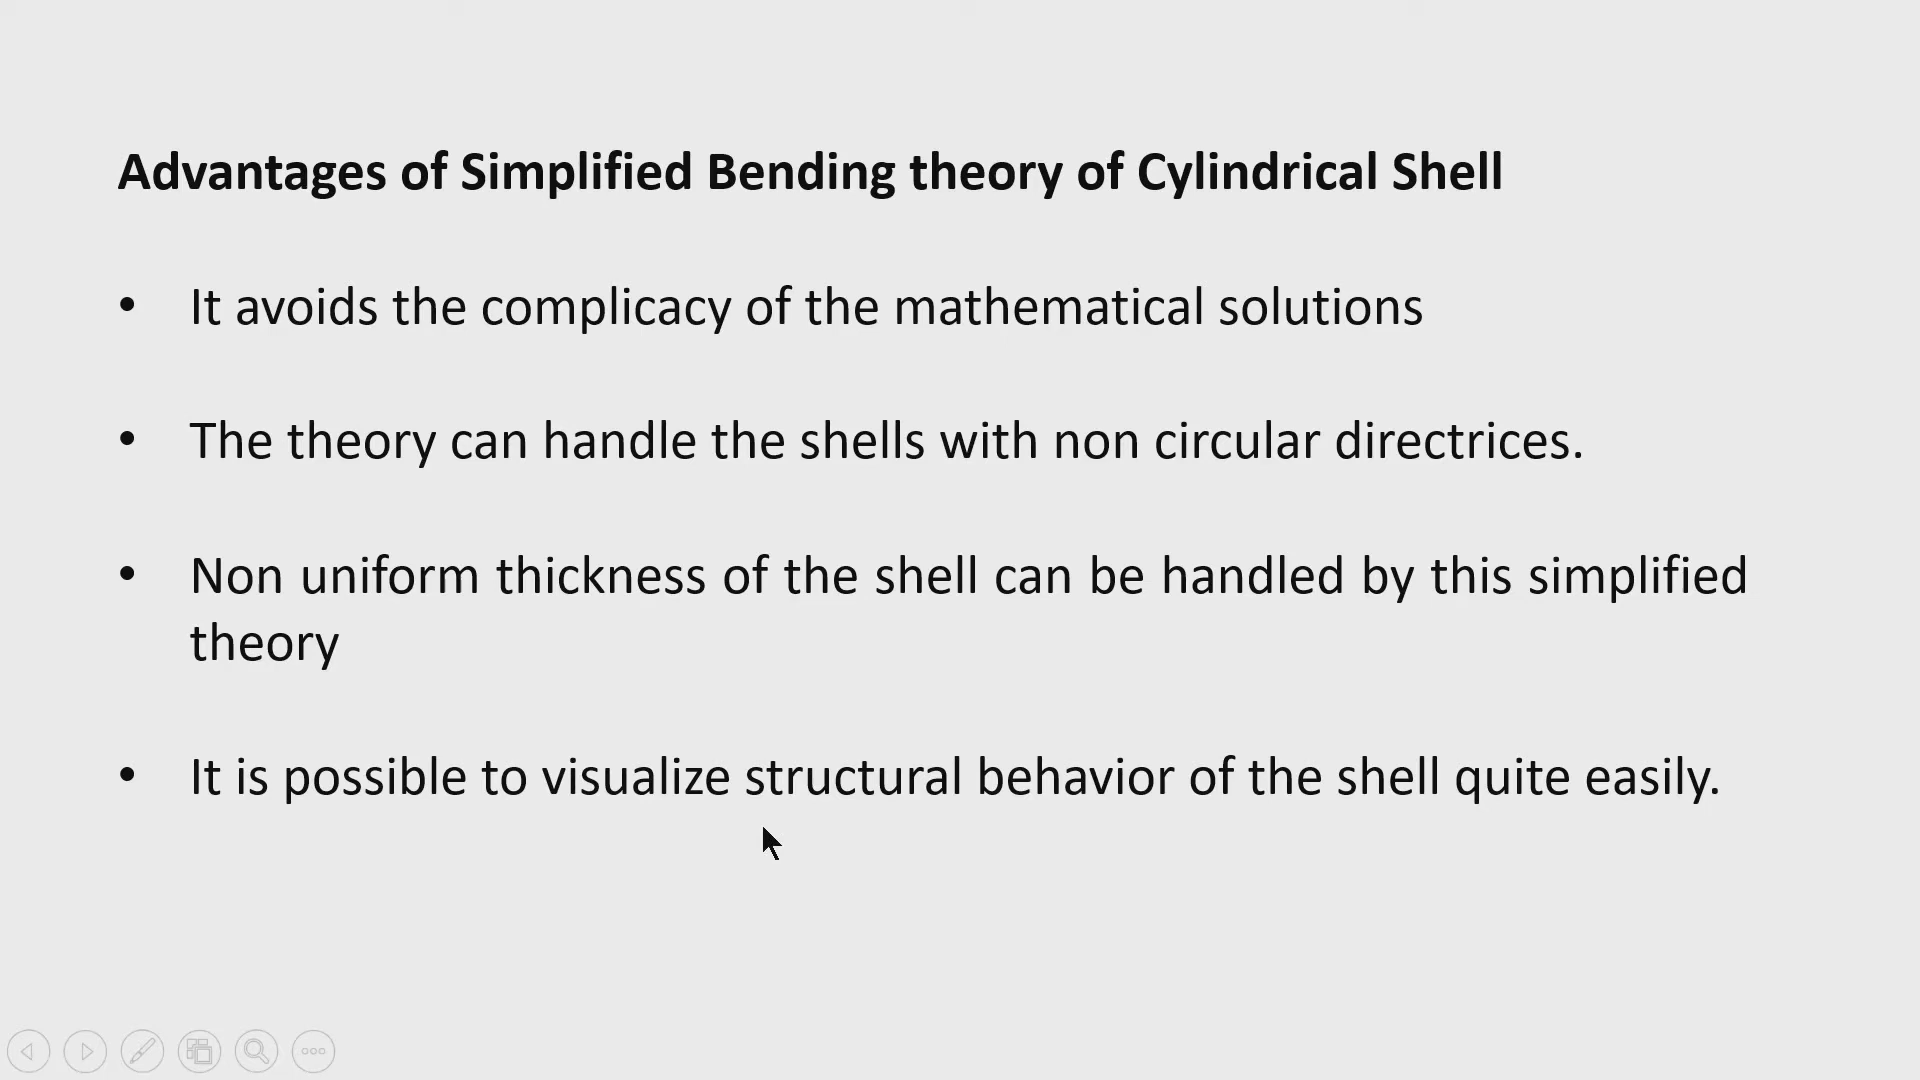 Advantages of Simplified Bending theory of Cylindrical Shell
• It avoids the complicacy of the mathematical solutions
• The theory can handle the shells with non circular directrices.
• Non uniform thickness of the shell can be handled by this simplified
theory
• It is possible to visualize structural behavior of the shell quite easily.